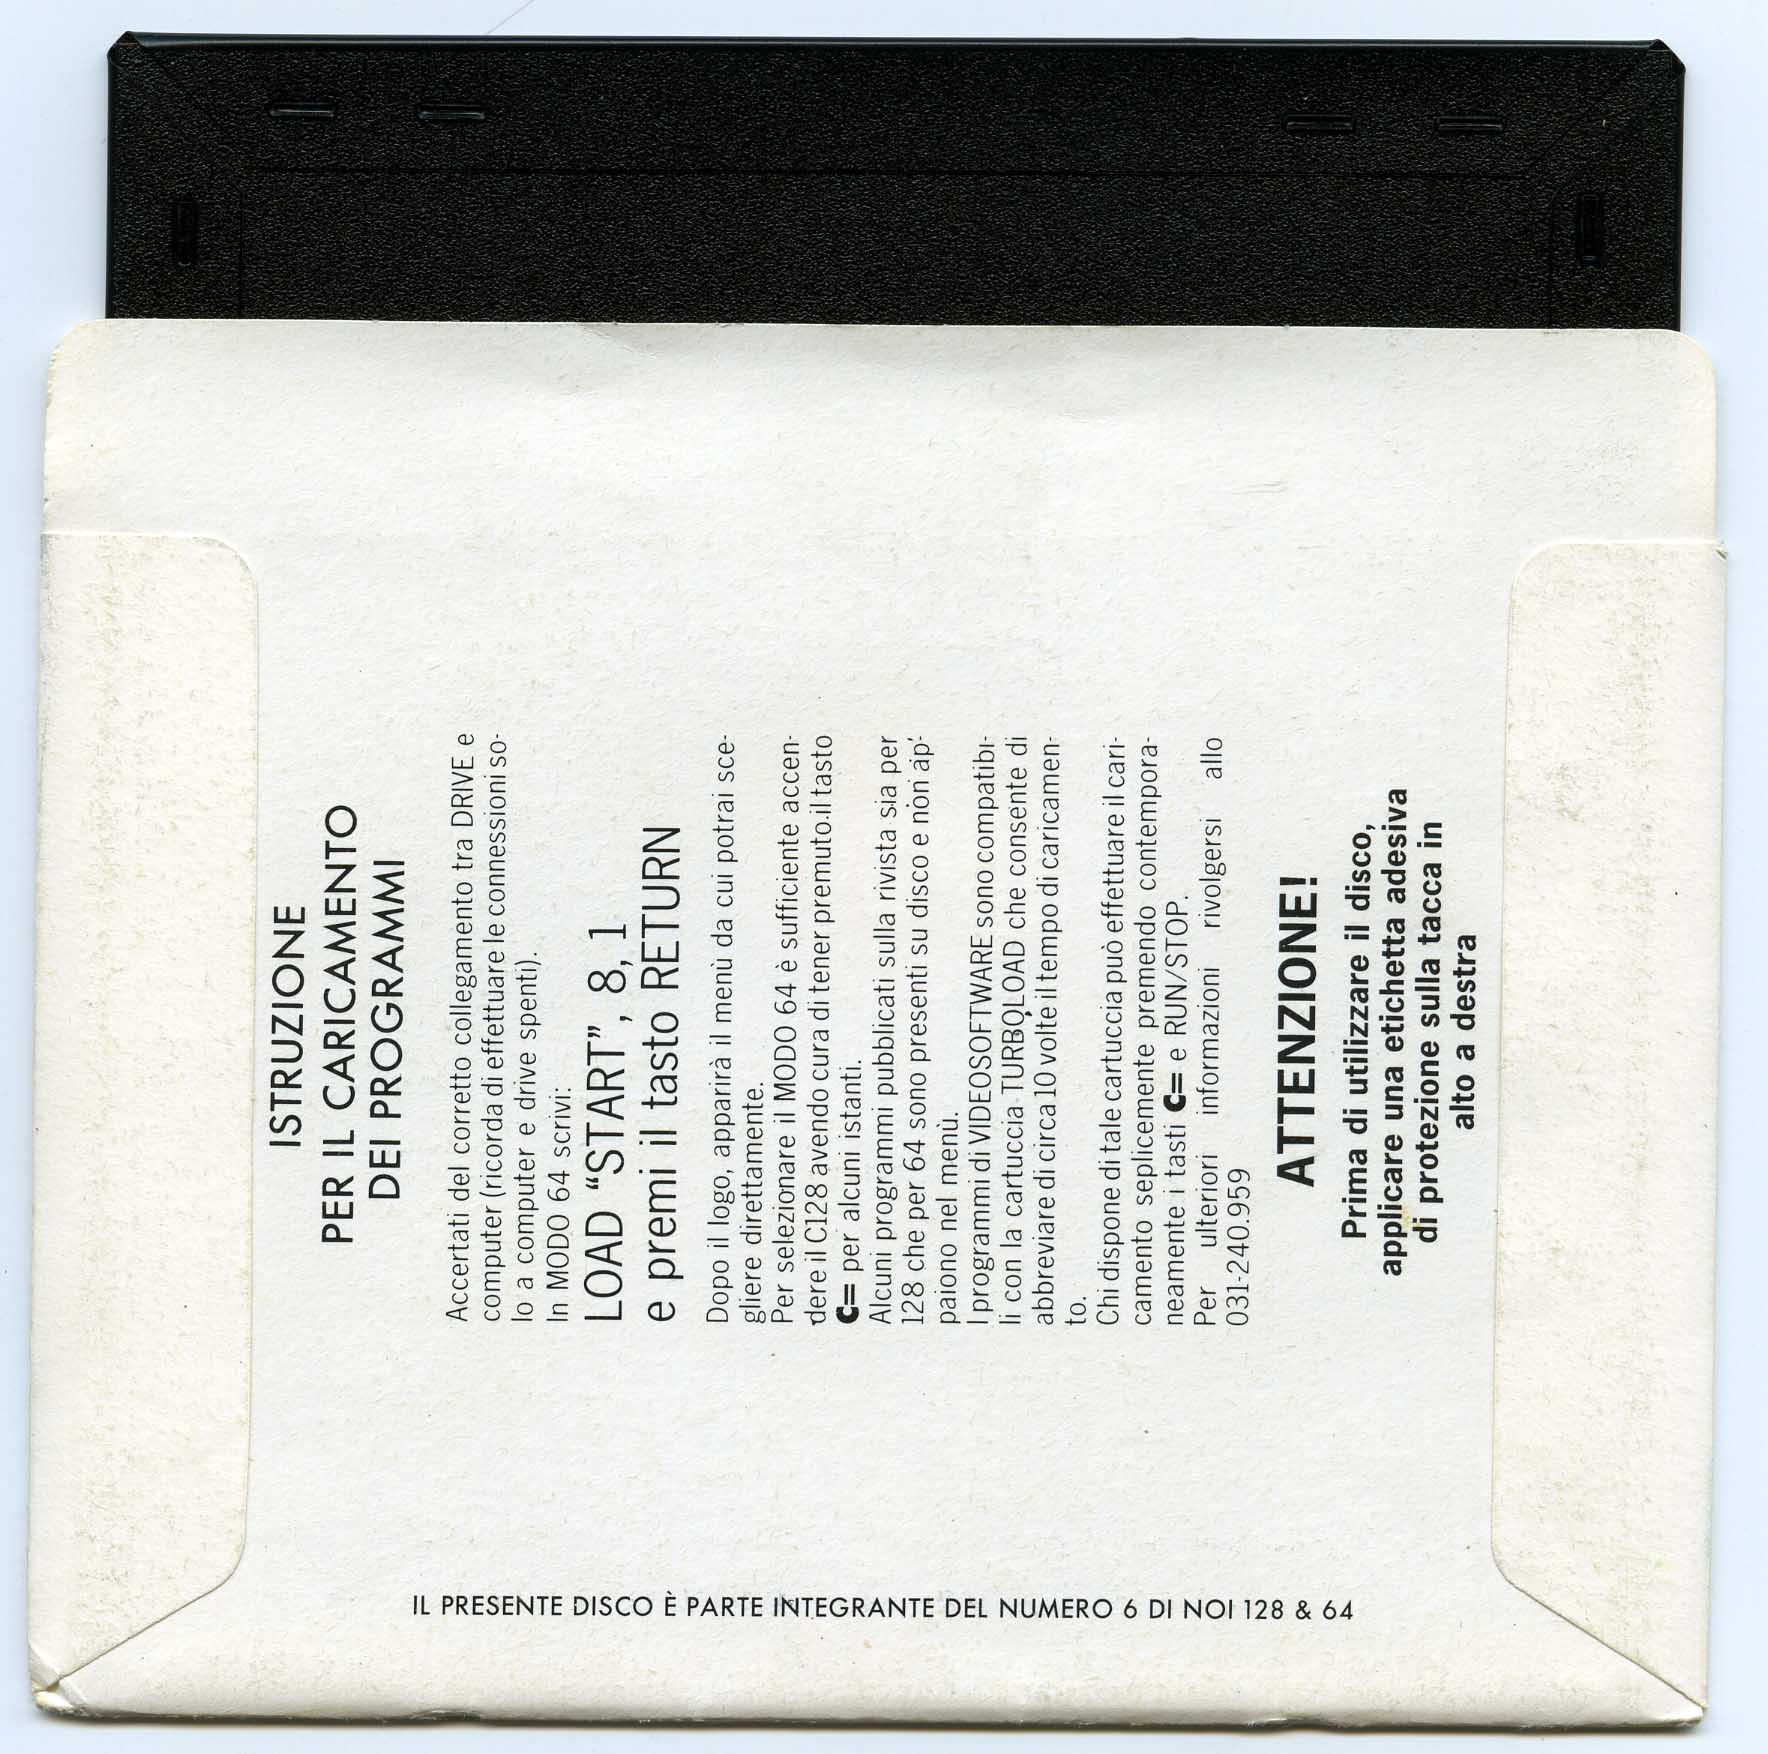 ISTRUZIONE
PER IL CARICAMENTO
DEI PROGRAMMI
Accertati del corretto collegamento tra DRIVE e
computer (ricorda di effettuare le connessioni so-
lo a computer e drive spenti).
In MODO 64 scrivi:
LOAD “START”, 8,1
e premi il tasto RETURN
Dopo il logo, apparirà il menù da cui potrai sce-
gliere direttamente.
Per selezionare il MODO 64 è sufficiente accen-
dere il C128 avendo cura di tener premuto il tasto
C= per alcuni istanti.
Alcuni programmi pubblicati sulla rivista sia per
128 che per 64 sono presenti su disco e non ap-
paiono nel menù.
I programmi di VIDEOSOFTWARE sono compatibi-
li con la cartuccia TURBOLOAD che consente di
abbreviare di circa 10 volte il tempo di caricamen-
to.
Chi dispone di tale cartuccia può effettuare il cari-
camento seplicemente premendo contempora-
neamente i tasti C= e RUN/STOP.
Per ulteriori informazioni rivolgersi allo
031-240.959
ATTENZIONE!
Prima di utilizzare il disco,
applicare una etichetta adesiva
di protezione sulla tacca in
alto a destra
IL PRESENTE DISCO È PARTE INTEGRANTE DEL NUMERO 6 DI NOI 128 & 64